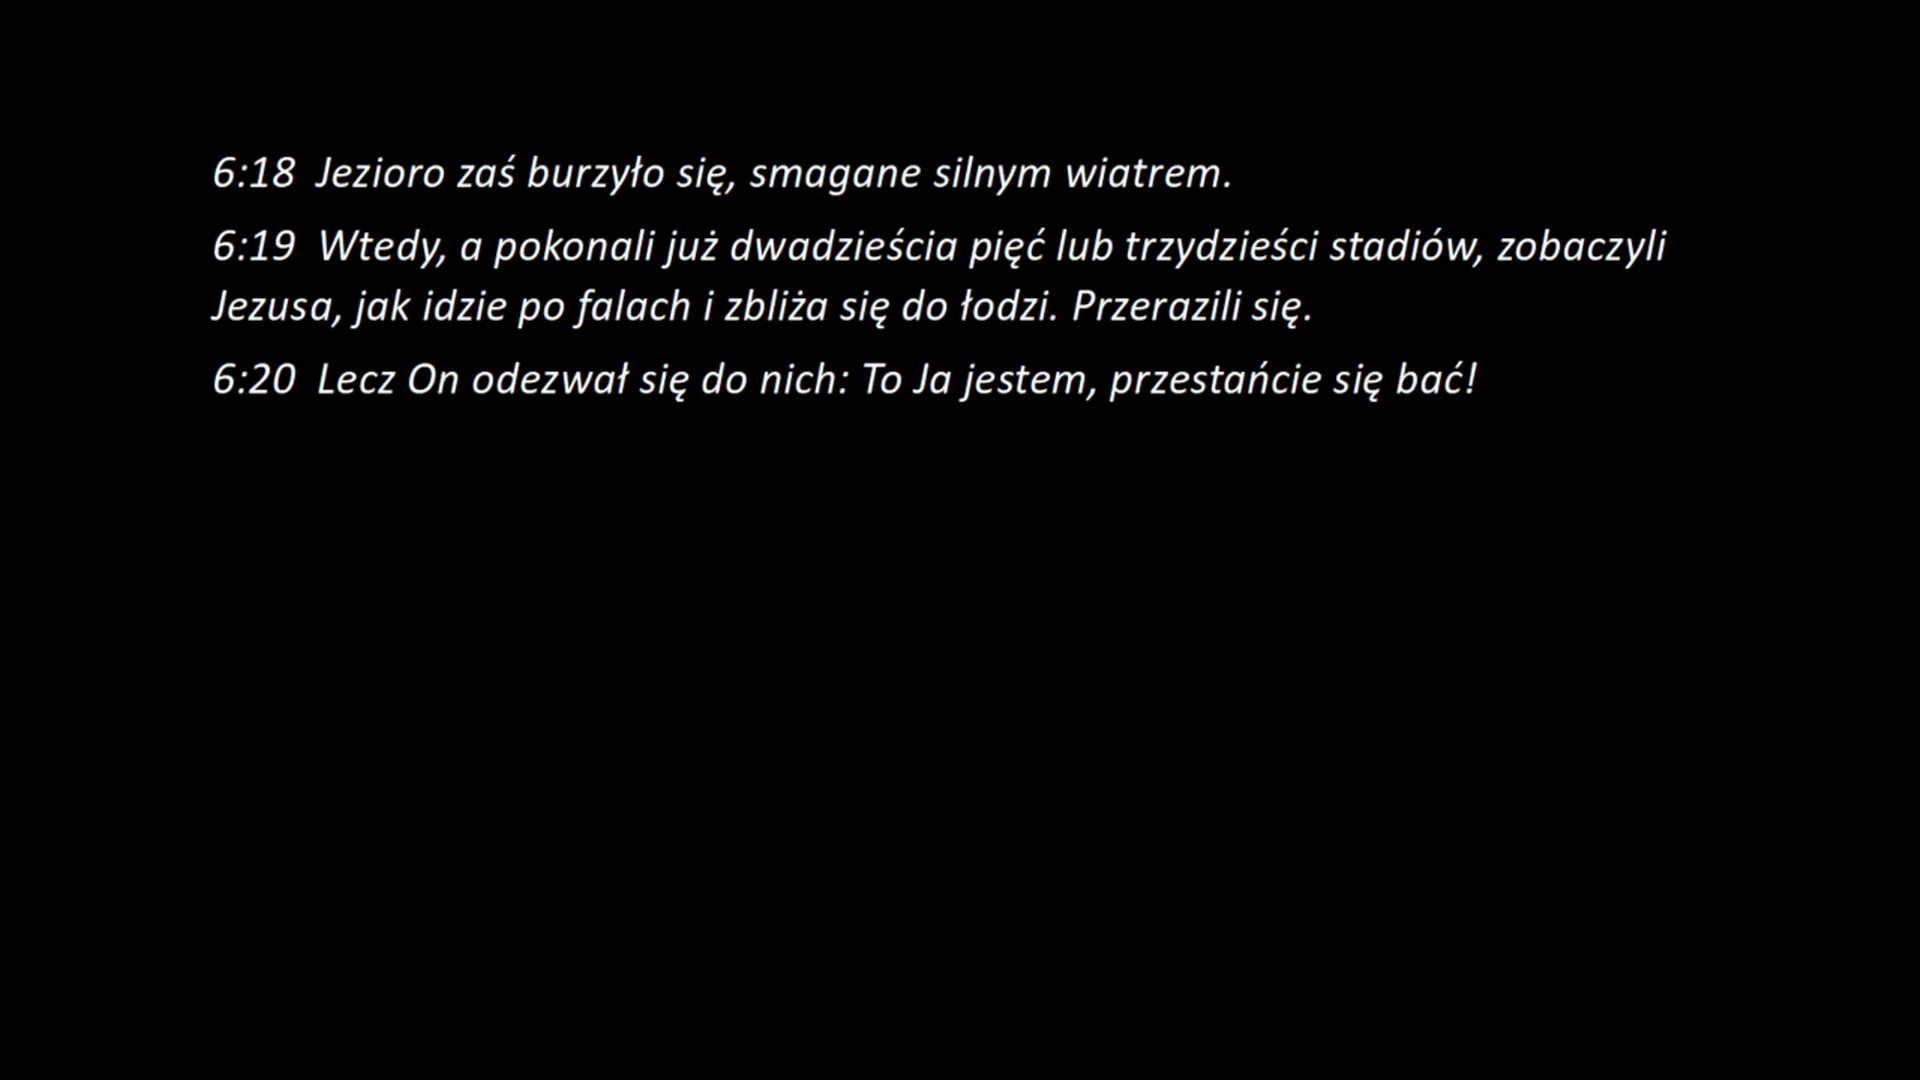 6:18 Jezioro zaś burzyło się, smagane silnym wiatrem.
6:19 Wtedy, a pokonali już dwadzieścia pięć lub trzydzieści stadiów, zobaczyli
Jezusa, jak idzie po falach i zbliża się do łodzi. Przerazili się.
6:20 Lecz On odezwał się do nich: To Ja jestem, przestańcie się bać!